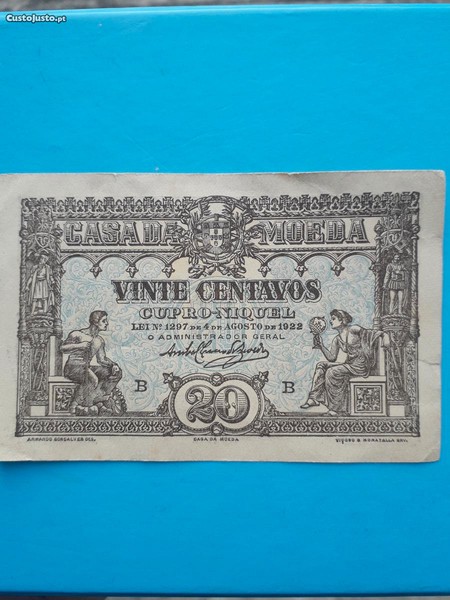 CustoJusto.pt
CASA DA MOEDA
VINTE CENTAVOS
CUPRO-NIQUEL
LEI Nº 1297 DE 4 DE AGOSTO DE 1922
O ADMINISTRADOR GERAL
B B
20
ARMANDO GONÇALVES DES. CASA DA MOEDA